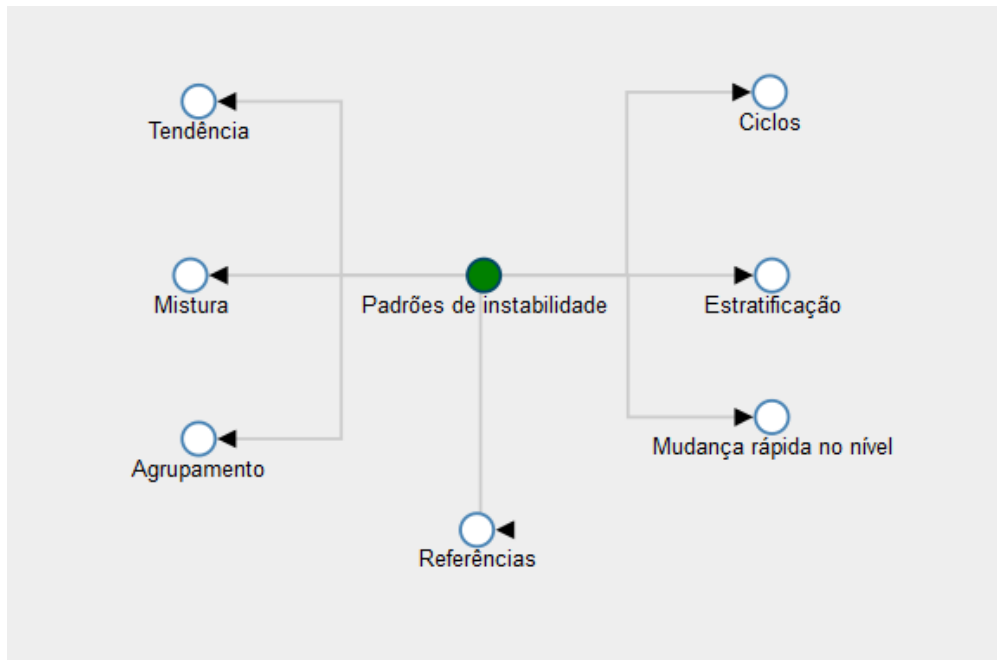 Tendência
Ciclos
Mistura
Padrões de instabilidade
Estratificação
Agrupamento
Mudança rápida no nível
Referências